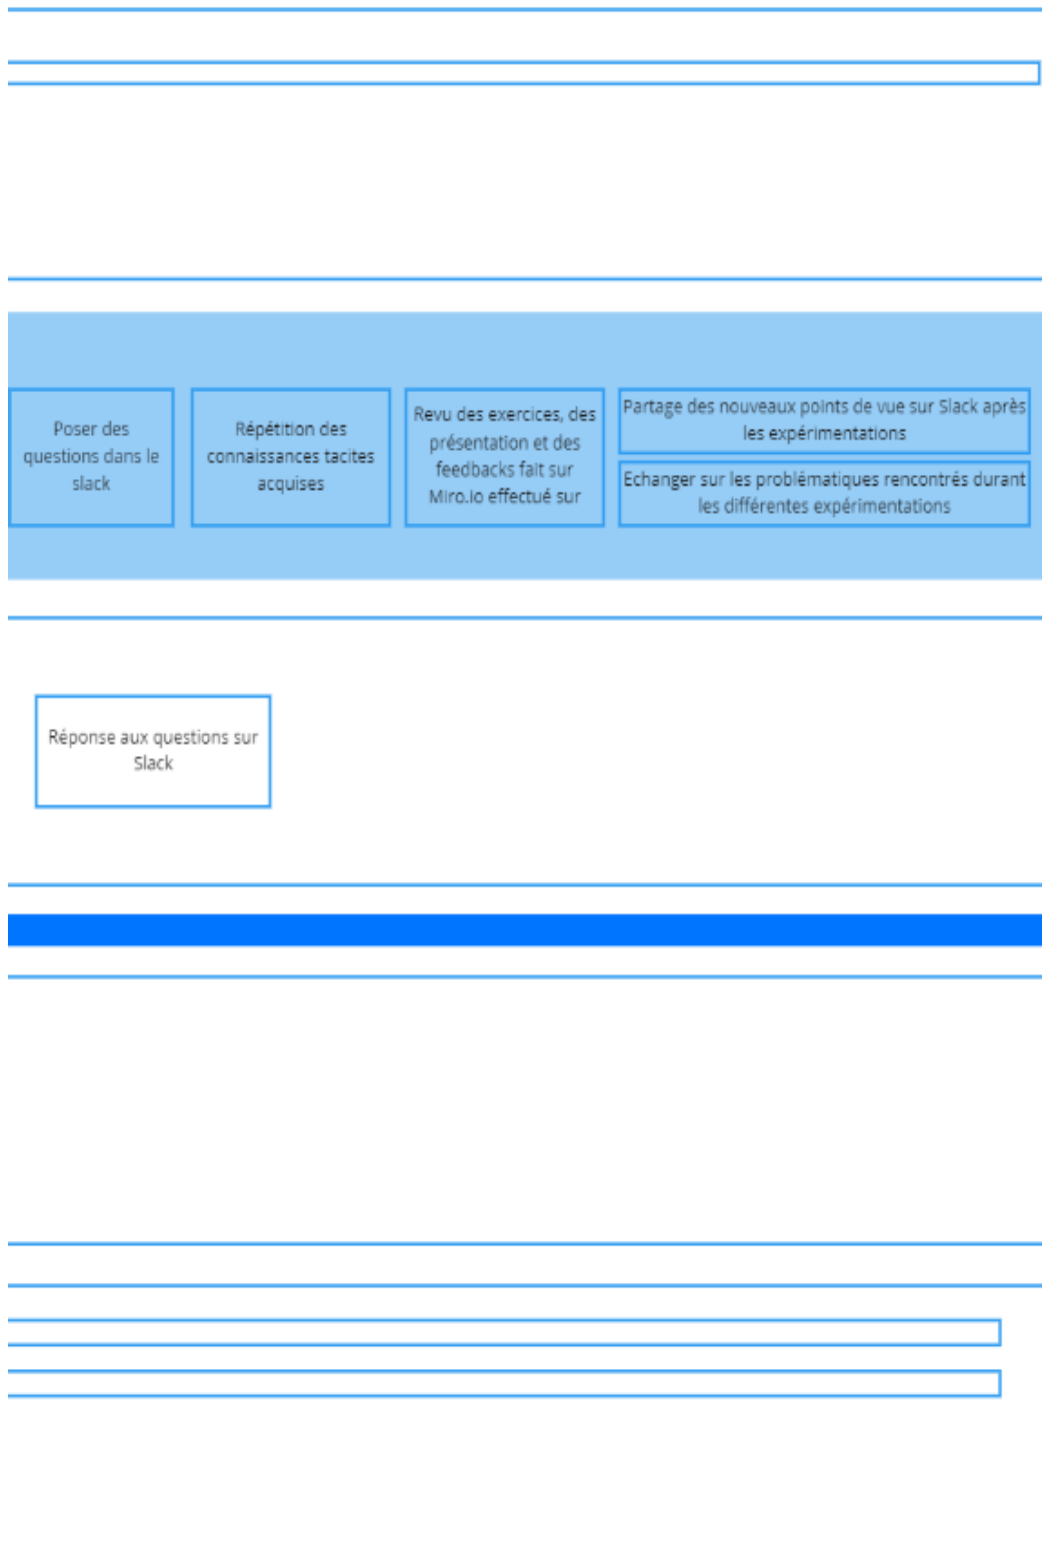 Poser des
questions dans le
slack
Répétition des
connaissances tacites
acquises
Revu des exercices, des
présentation et des
feedbacks fait sur
Miro.io effectué sur
Partage des nouveaux points de vue sur Slack après
les expérimentations
Echanger sur les problématiques rencontrés durant
les différentes expérimentations
Réponse aux questions sur
Slack